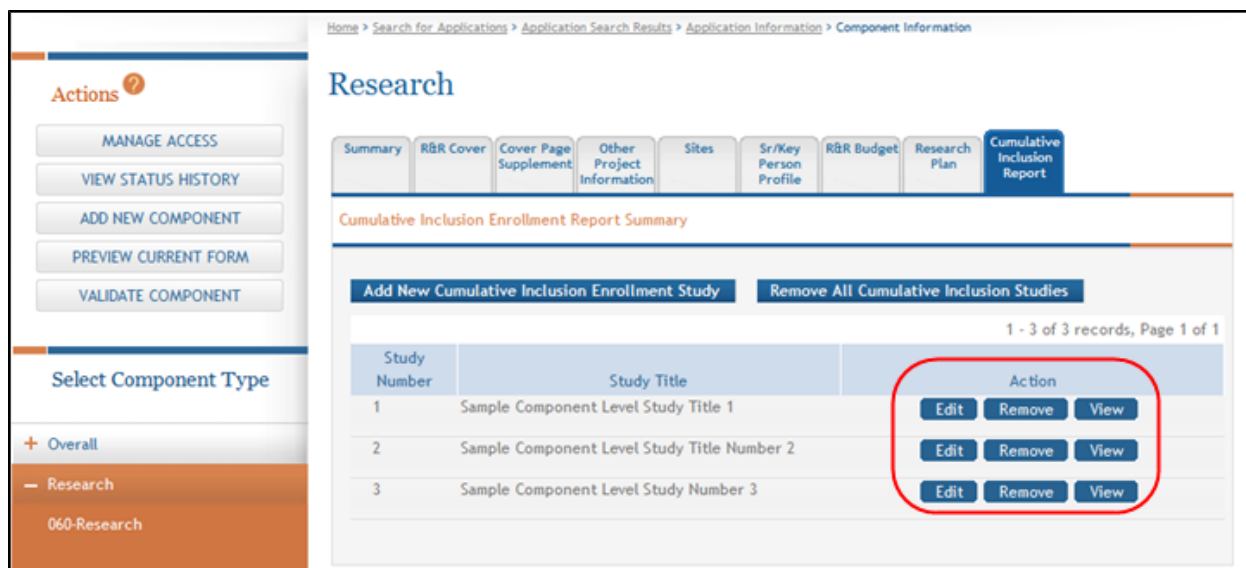 Home > Search for Applications > Application Search Results > Application Information > Component Information
Actions ?
MANAGE ACCESS
VIEW STATUS HISTORY
ADD NEW COMPONENT
PREVIEW CURRENT FORM
VALIDATE COMPONENT
Select Component Type
+ Overall
– Research
060-Research
Research
Summary
R&R Cover
Cover Page
Supplement
Other
Project
Information
Sites
Sr/Key
Person
Profile
R&R Budget
Research
Plan
Cumulative
Inclusion
Report
Cumulative Inclusion Enrollment Report Summary
Add New Cumulative Inclusion Enrollment Study Remove All Cumulative Inclusion Studies
1 - 3 of 3 records, Page 1 of 1
Study
Number Study Title Action
1 Sample Component Level Study Title 1 Edit Remove View
2 Sample Component Level Study Title Number 2 Edit Remove View
3 Sample Component Level Study Number 3 Edit Remove View